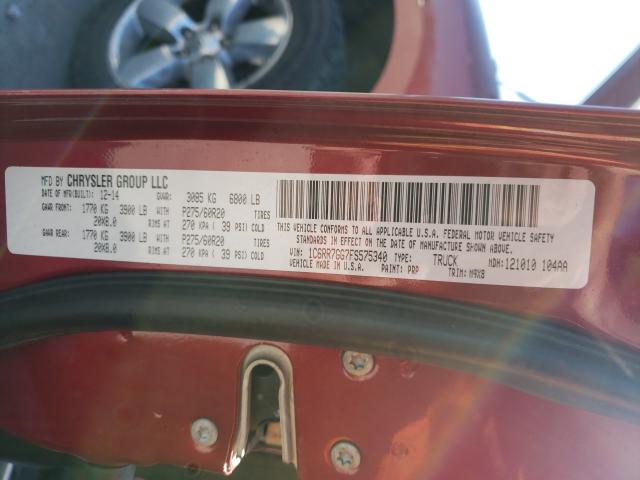 MFD BY CHRYSLER GROUP LLC
DATE OF MFR(BUILT): 12-14 GVWR: 3085 KG 6800 LB
GAWR FRONT: 1770 KG 3900 LB WITH P275/60R20 TIRES
20X8.0 RIMS AT 270 KPA ( 39 PSI) COLD
GAWR REAR: 1770 KG 3900 LB WITH P275/60R20 TIRES
20X8.0 RIMS AT 270 KPA ( 39 PSI) COLD
THIS VEHICLE CONFORMS TO ALL APPLICABLE U.S.A. FEDERAL MOTOR VEHICLE SAFETY
STANDARDS IN EFFECT ON THE DATE OF MANUFACTURE SHOWN ABOVE.
VIN: 1C6RR7GG7FS575340 TYPE: TRUCK MDH:121010 104AA
VEHICLE MADE IN U.S.A. PAINT: PRP TRIM: M9X8